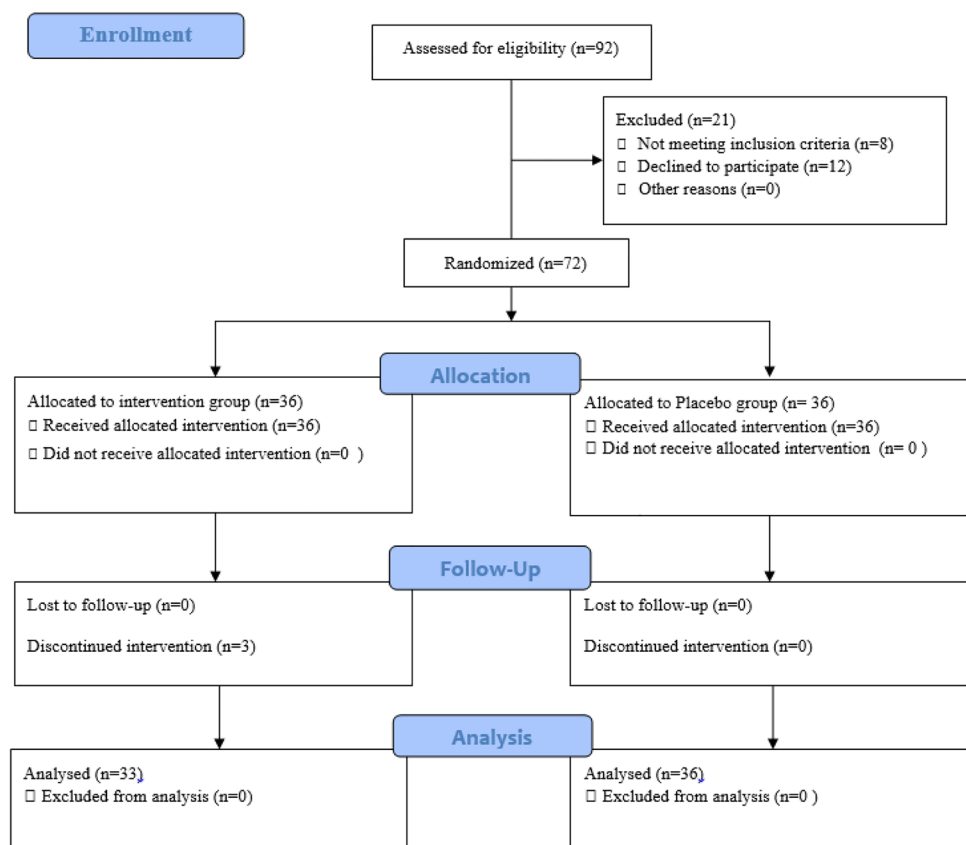 Enrollment
Assessed for eligibility (n=92)
Excluded (n=21)
▯ Not meeting inclusion criteria (n=8)
▯ Declined to participate (n=12)
▯ Other reasons (n=0)
Randomized (n=72)
Allocation
Allocated to intervention group (n=36)
▯ Received allocated intervention (n=36)
▯ Did not receive allocated intervention (n=0 )
Allocated to Placebo group (n= 36)
▯ Received allocated intervention (n=36)
▯ Did not receive allocated intervention (n= 0 )
Follow-Up
Lost to follow-up (n=0)
Discontinued intervention (n=3)
Lost to follow-up (n=0)
Discontinued intervention (n=0)
Analysis
Analysed (n=33)
▯ Excluded from analysis (n=0)
Analysed (n=36)
▯ Excluded from analysis (n=0 )